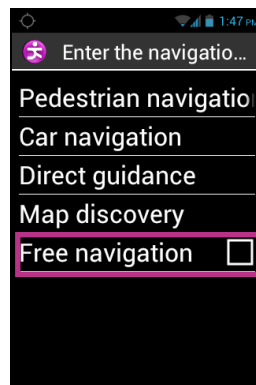 1:47 PM
Enter the navigatio...
Pedestrian navigatio
Car navigation
Direct guidance
Map discovery
Free navigation